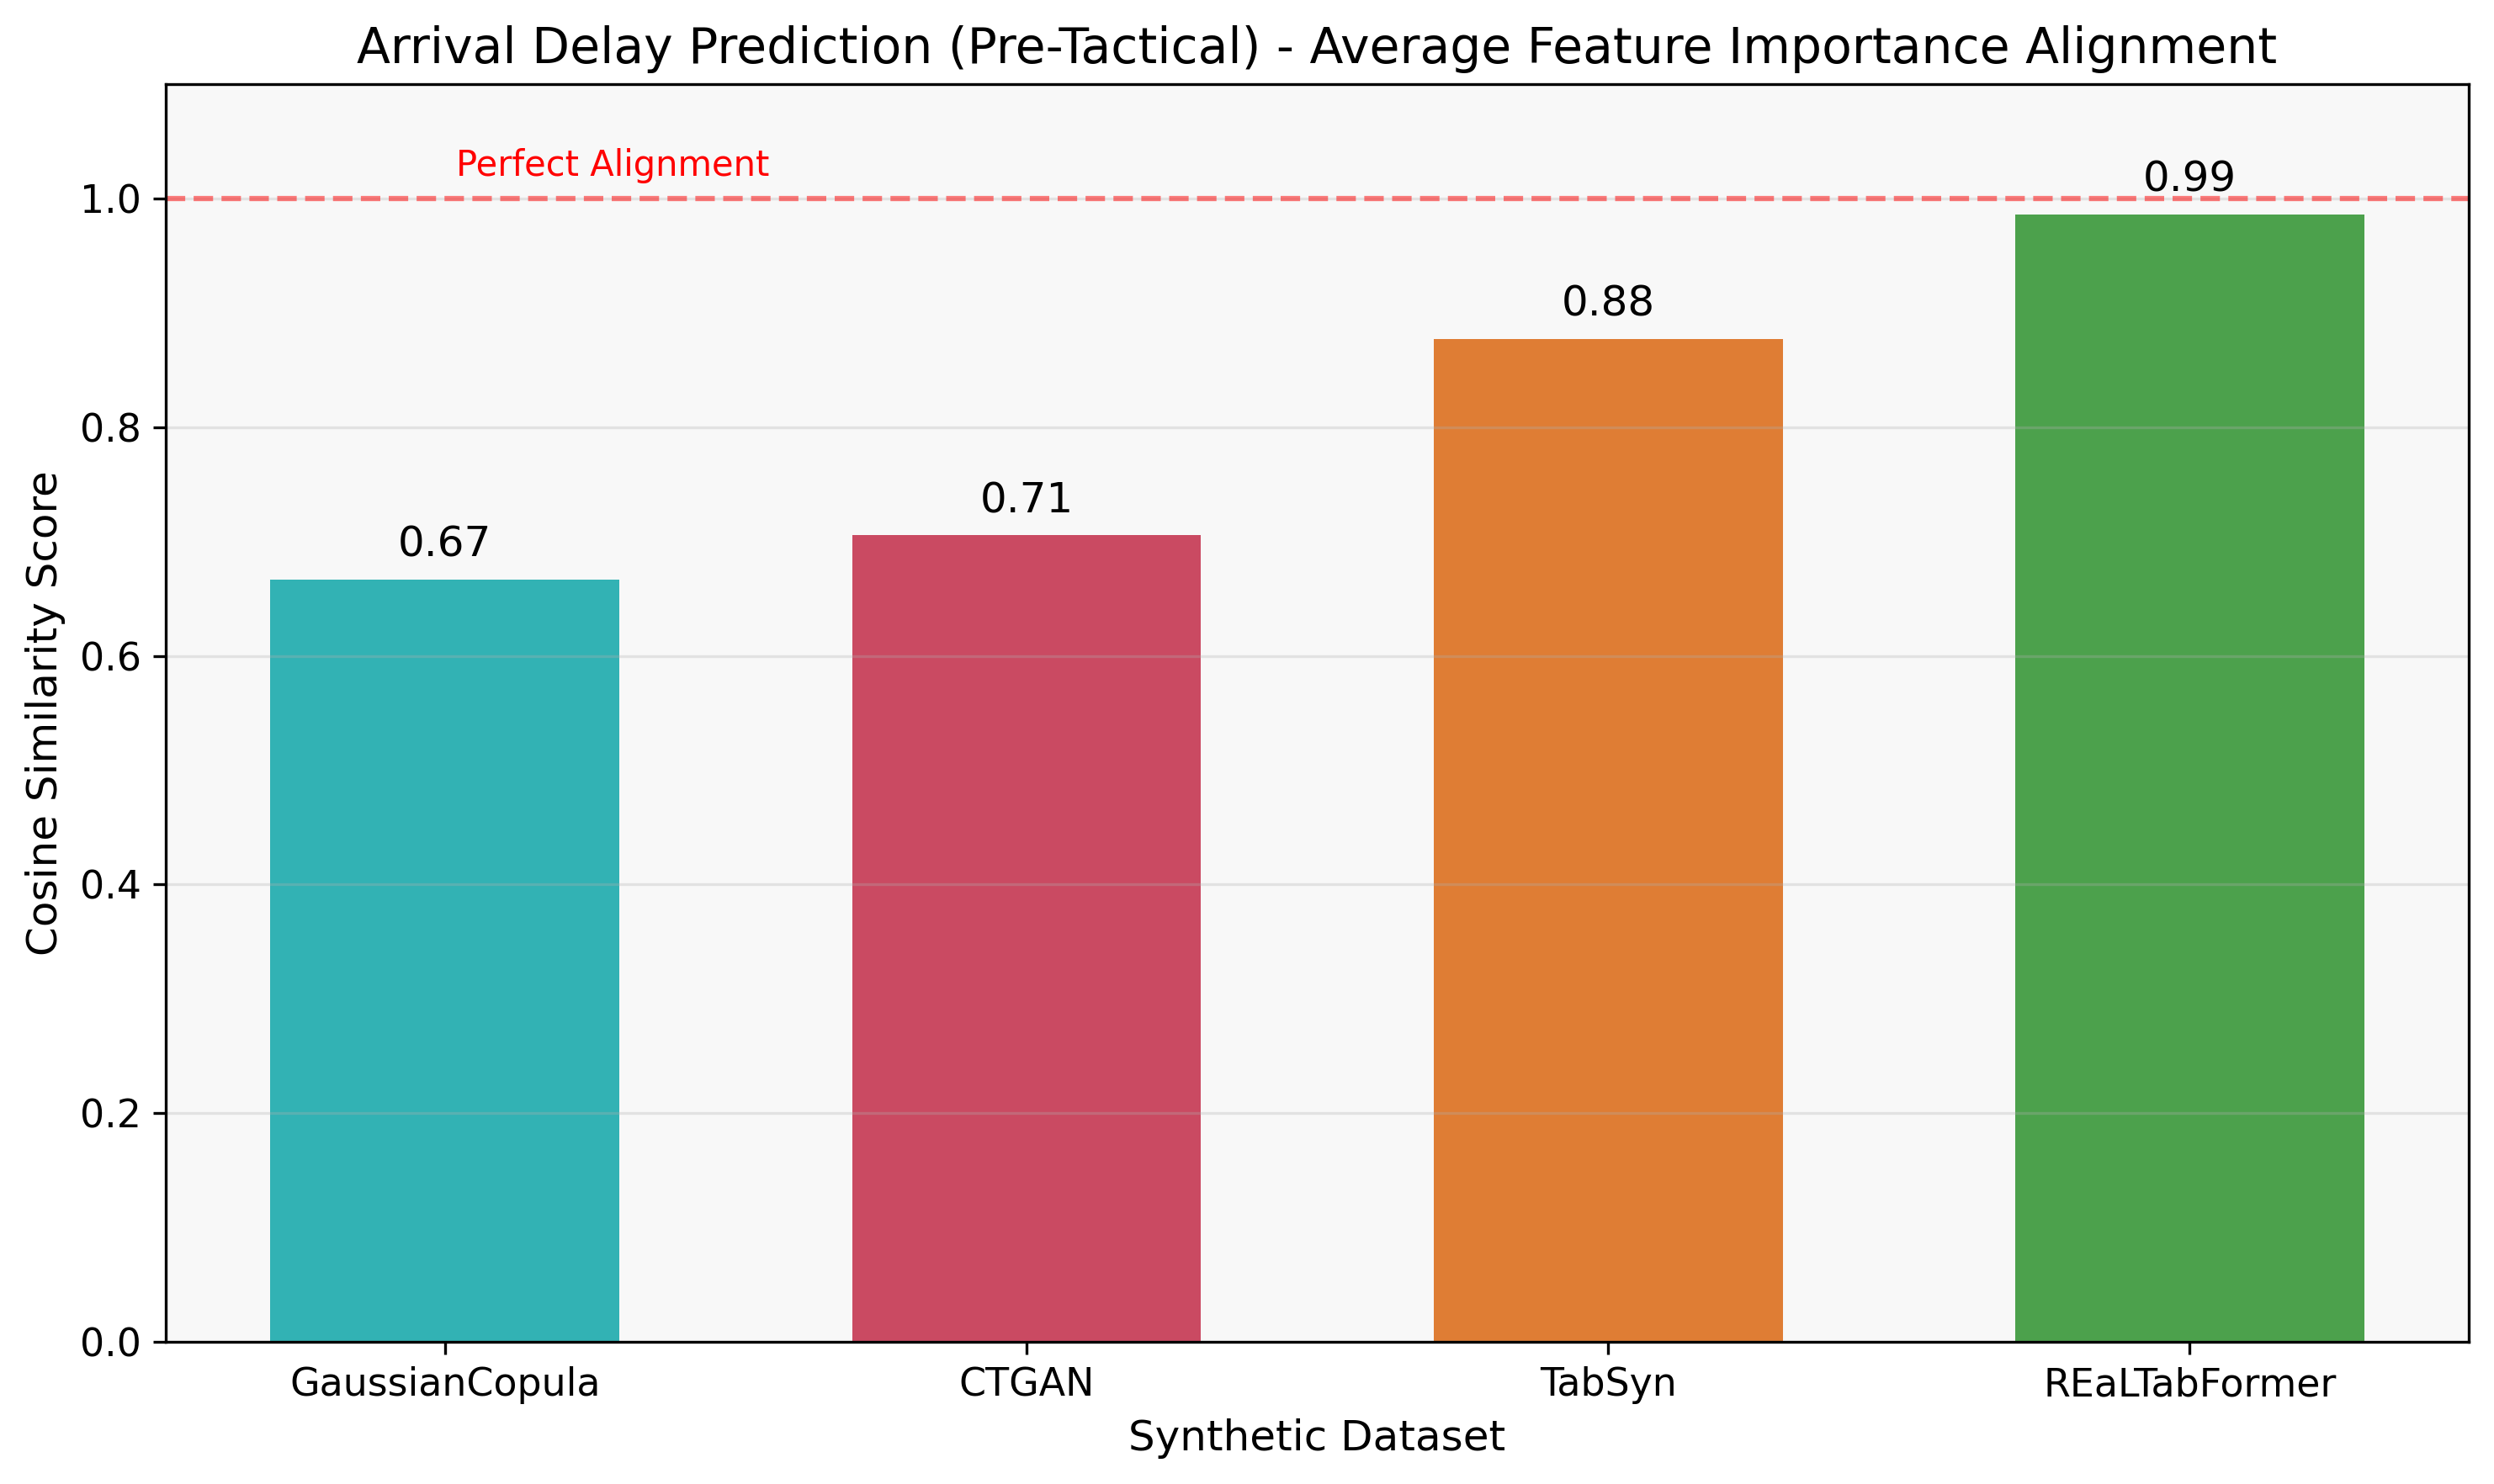 Arrival Delay Prediction (Pre-Tactical) - Average Feature Importance Alignment
Perfect Alignment
0.99
0.88
0.71
0.67
1.0
0.8
0.6
0.4
0.2
0.0
Cosine Similarity Score
GaussianCopula
CTGAN
TabSyn
REaLTabFormer
Synthetic Dataset